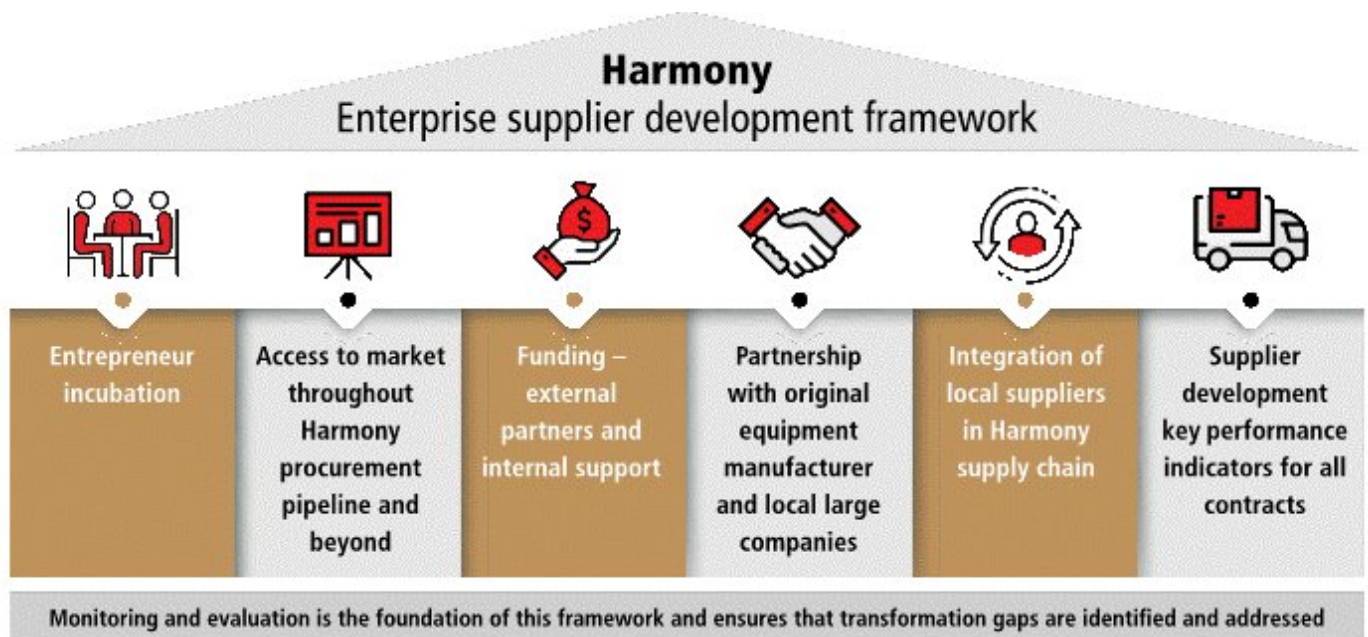 Harmony
Enterprise supplier development framework
$
Entrepreneur
incubation
Access to market
throughout
Harmony
procurement
pipeline and
beyond
Funding –
external
partners and
internal support
Partnership
with original
equipment
manufacturer
and local large
companies
Integration of
local suppliers
in Harmony
supply chain
Supplier
development
key performance
indicators for all
contracts
Monitoring and evaluation is the foundation of this framework and ensures that transformation gaps are identified and addressed